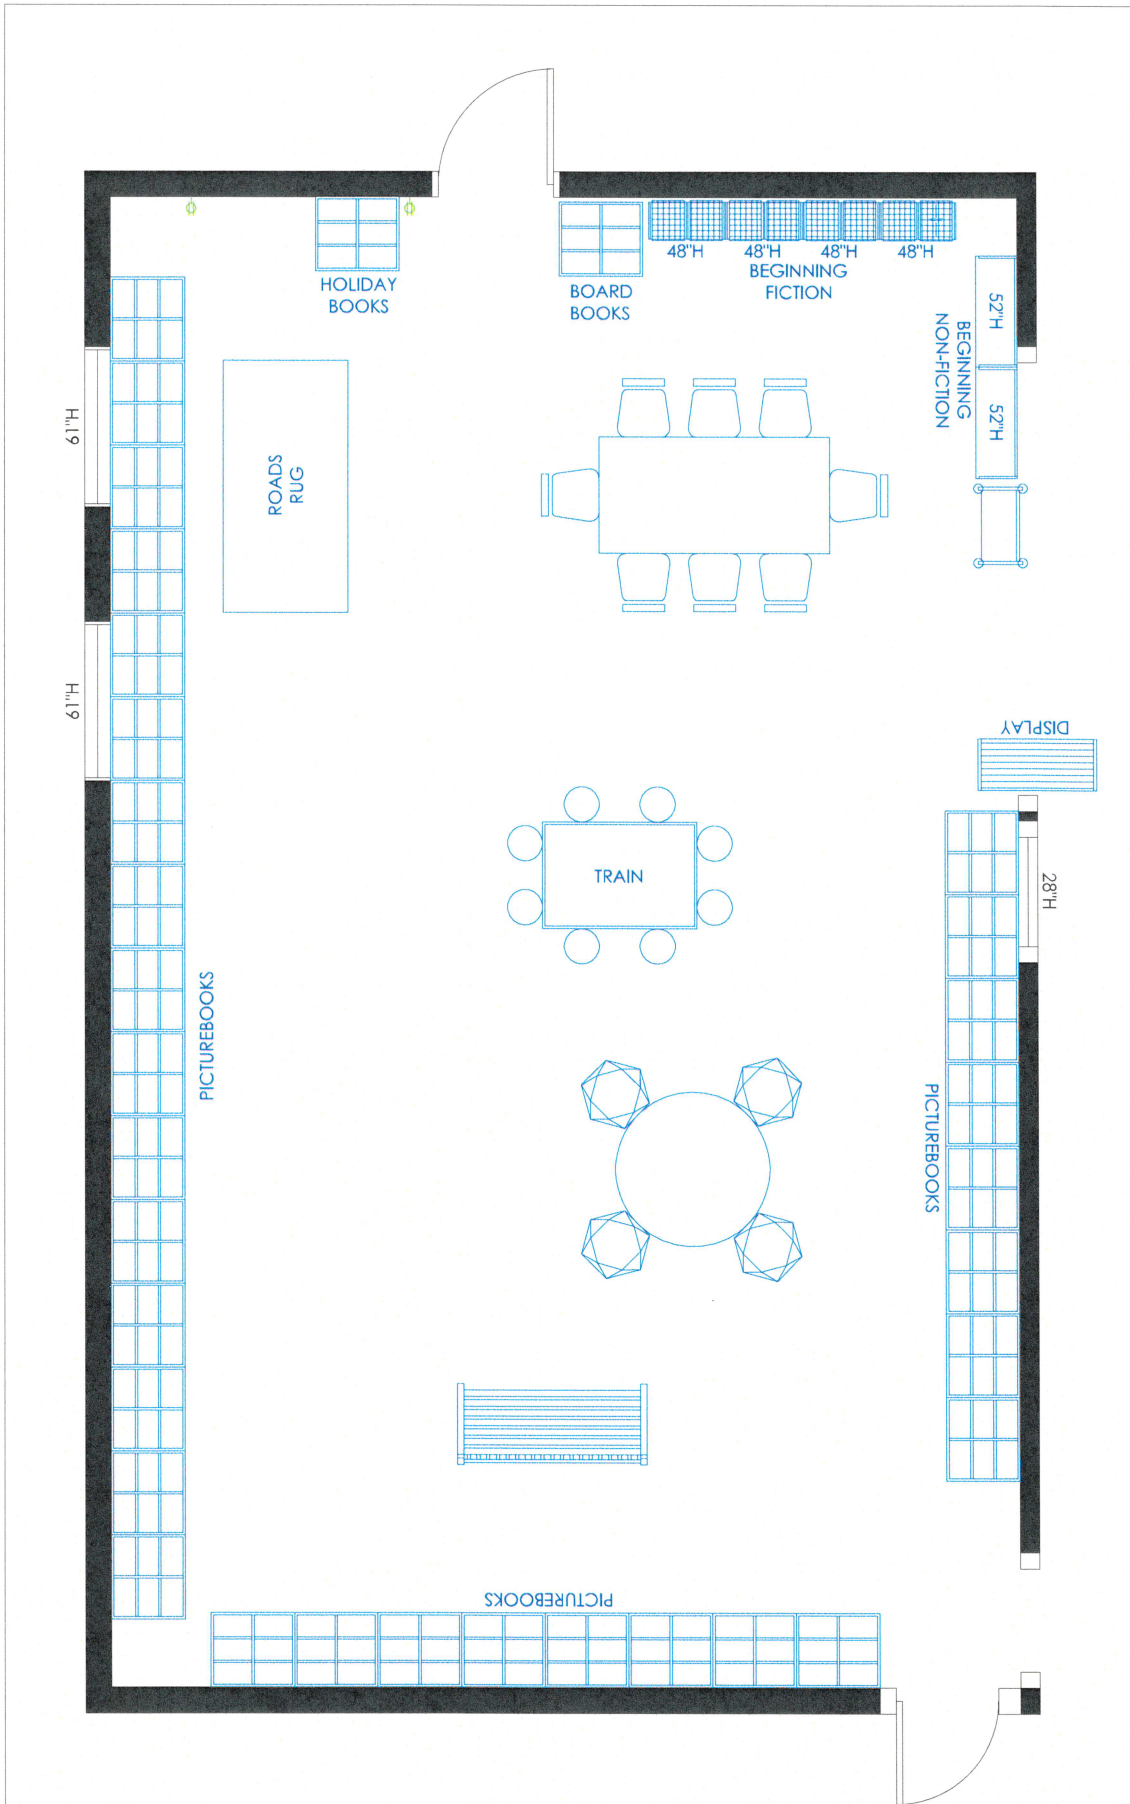 48"H
48"H
48"H
48"H
BEGINNING
FICTION
HOLIDAY
BOOKS
BOARD
BOOKS
52"H
52"H
BEGINNING
NON-FICTION
61"H
ROADS
RUG
61"H
DISPLAY
TRAIN
28"H
PICTUREBOOKS
PICTUREBOOKS
PICTUREBOOKS